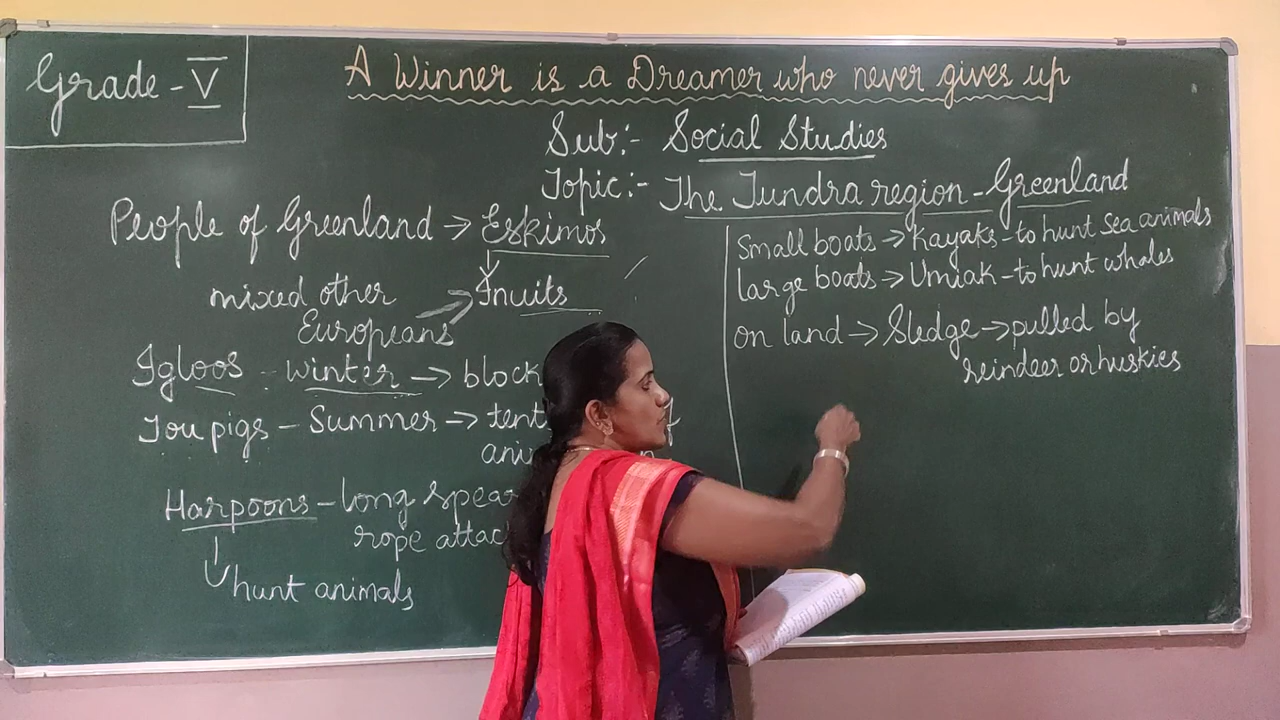 Grade - V
A Winner is a Dreamer who never gives up
Sub:- Social Studies
Topic:- The Tundra region - Greenland
People of Greenland → Eskimos
↓
mixed other → Inuits
Europeans
Igloos - winter → block
Toupigs - Summer → tent
Harpoons - long spear
rope attac
↓
hunt animals
Small boats → Kayaks - to hunt sea animals
large boats → Umiak - to hunt whales
on land → Sledge → pulled by
reindeer or huskies